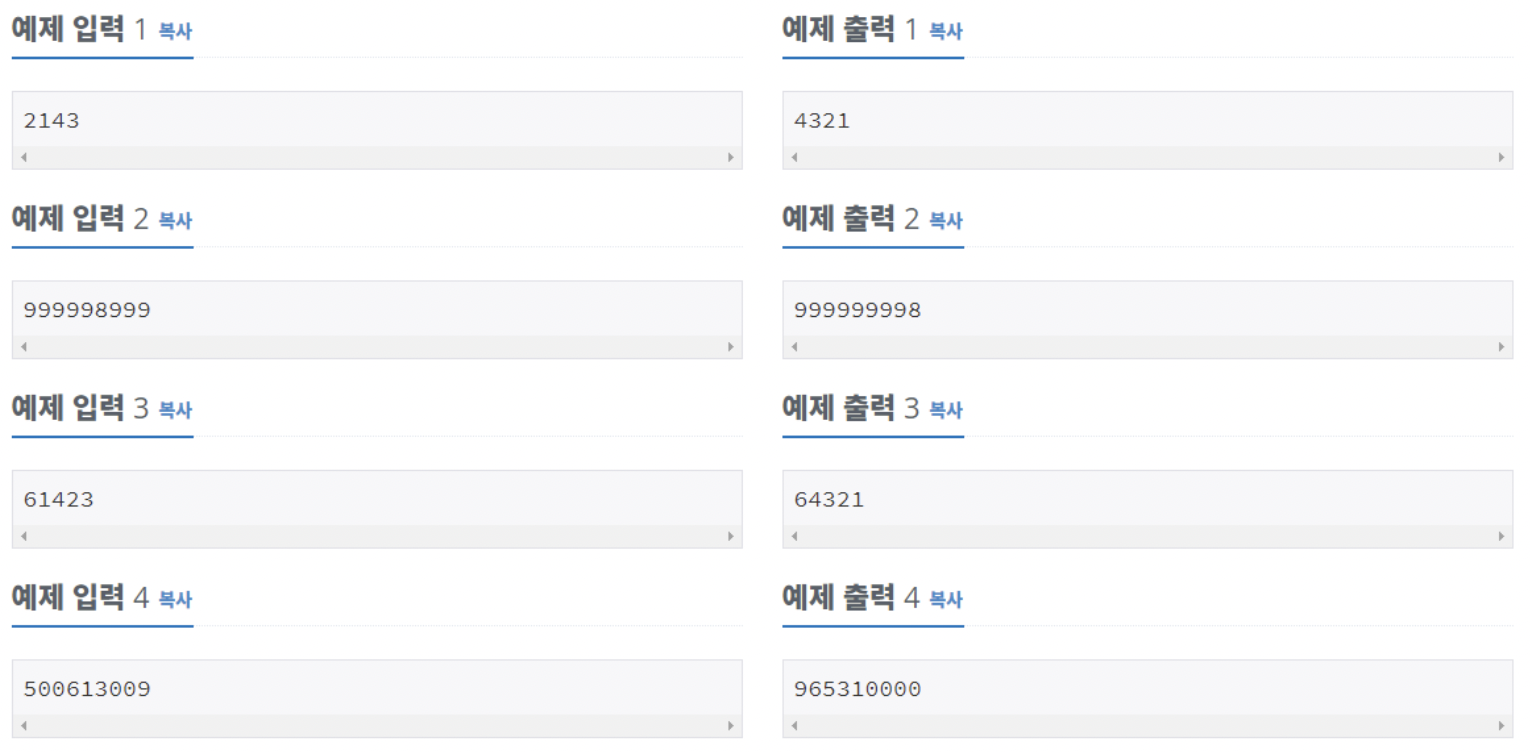 예제 입력 1 복사
예제 출력 1 복사
2143
4321
예제 입력 2 복사
예제 출력 2 복사
999998999
999999998
예제 입력 3 복사
예제 출력 3 복사
61423
64321
예제 입력 4 복사
예제 출력 4 복사
500613009
965310000